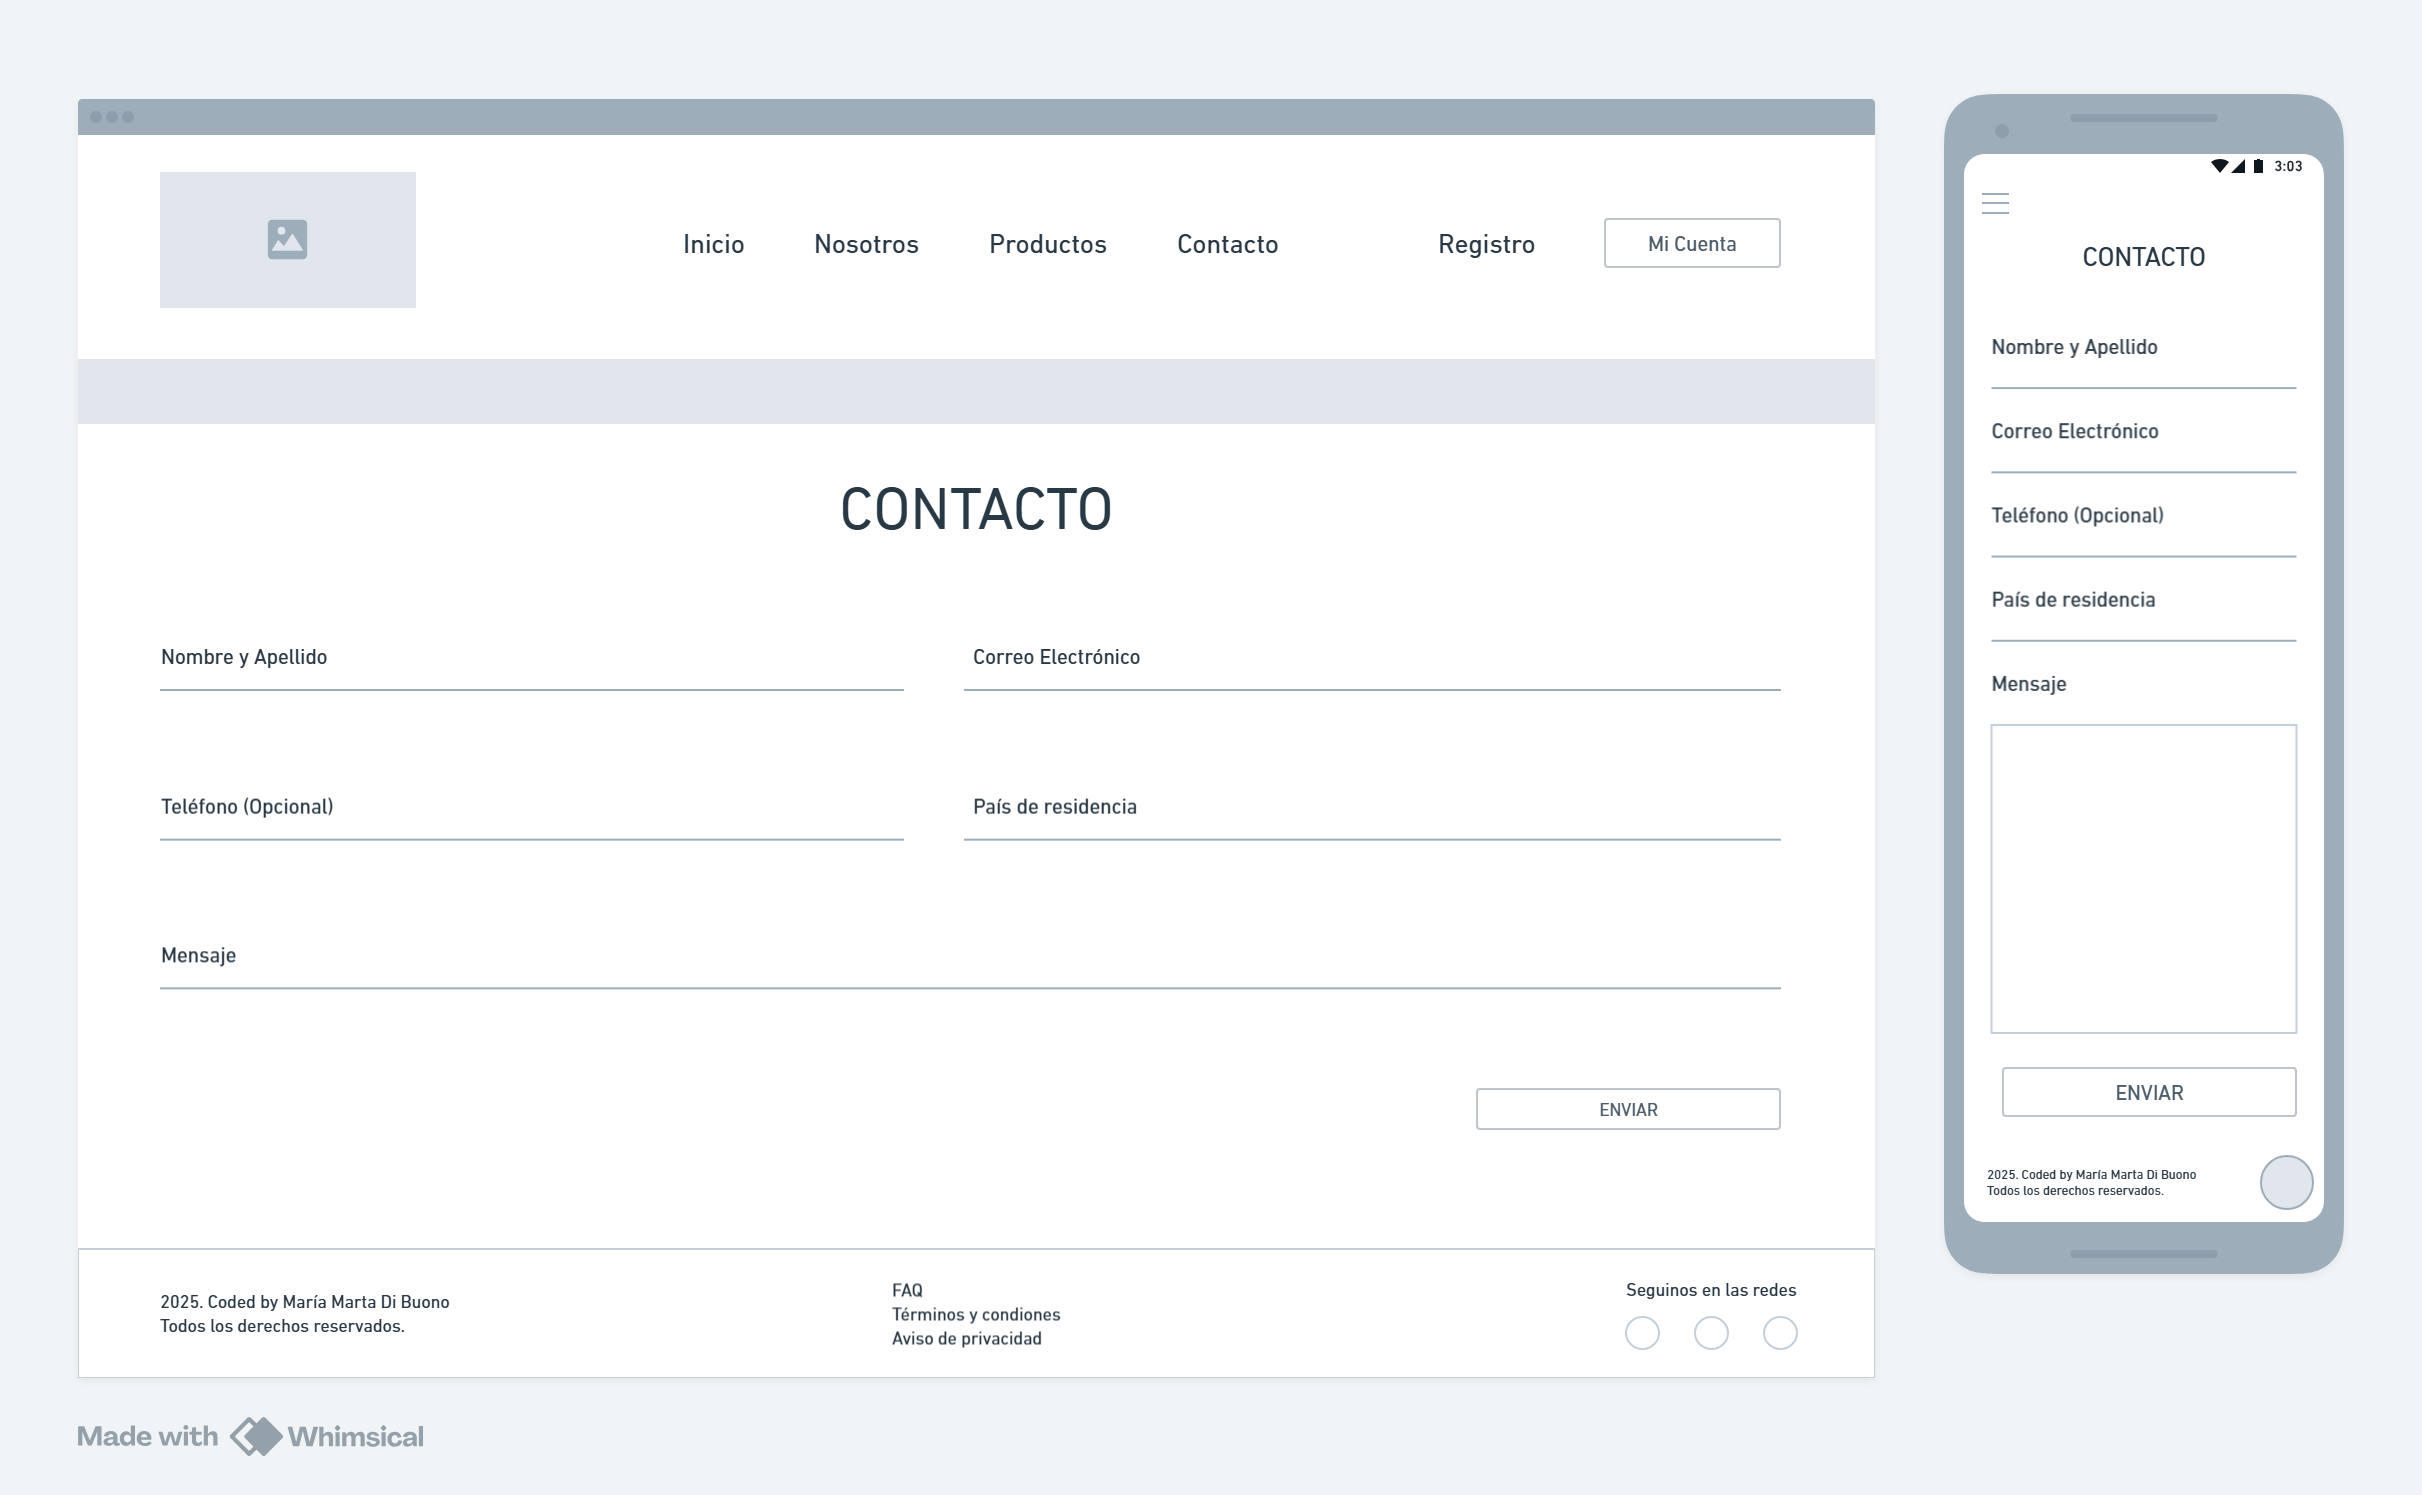 Inicio Nosotros Productos Contacto Registro Mi Cuenta
CONTACTO
Nombre y Apellido Correo Electrónico
Teléfono (Opcional) País de residencia
Mensaje
ENVIAR
2025. Coded by María Marta Di Buono
Todos los derechos reservados.
FAQ
Términos y condiones
Aviso de privacidad
Seguinos en las redes
3:03
CONTACTO
Nombre y Apellido
Correo Electrónico
Teléfono (Opcional)
País de residencia
Mensaje
ENVIAR
2025. Coded by María Marta Di Buono
Todos los derechos reservados.
Made with Whimsical